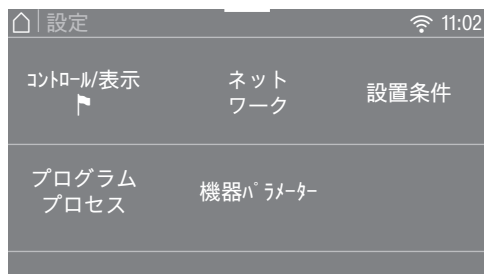 設定
11:02
ｺﾝﾄﾛｰﾙ/表示
ネット
ワーク
設置条件
プログラム
プロセス
機器ﾊﾟﾗﾒｰﾀｰ